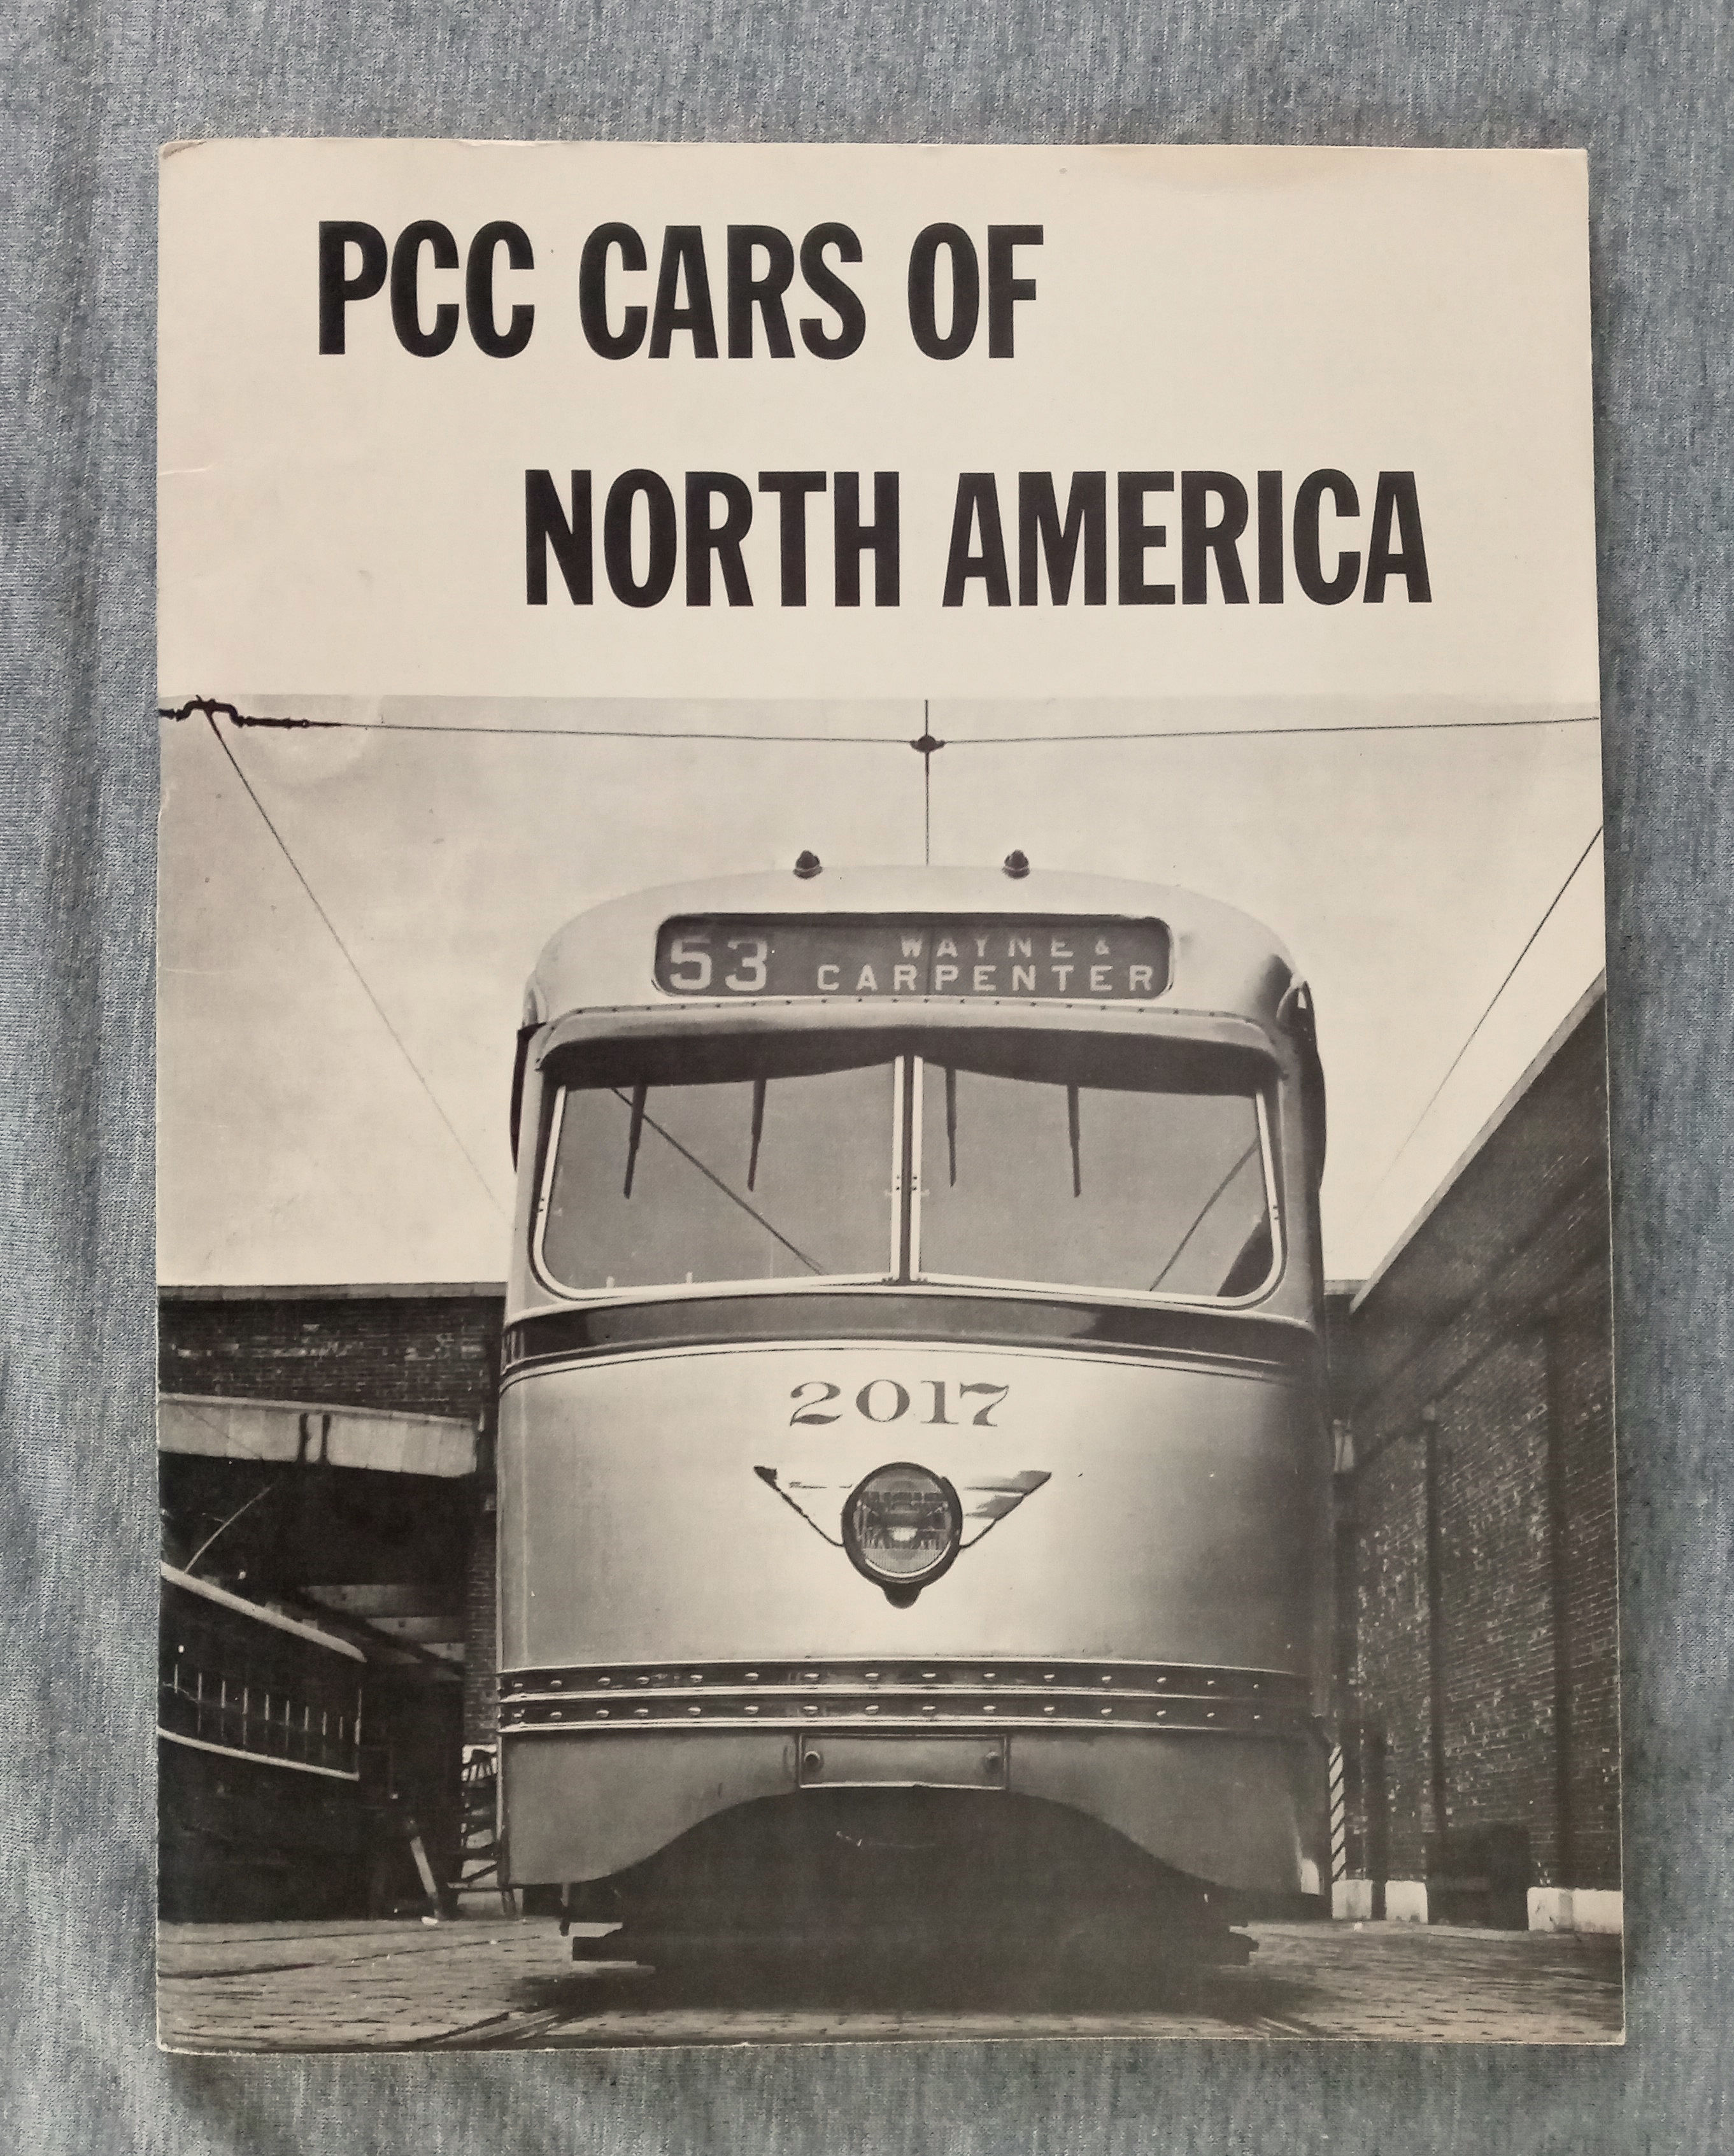 PCC CARS OF
NORTH AMERICA
53 WAYNE &
CARPENTER
2017